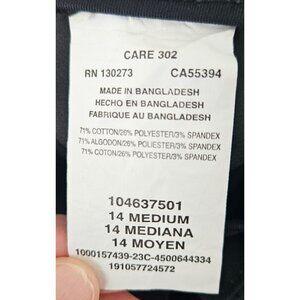 CARE 302
RN 130273 CA55394
MADE IN BANGLADESH
HECHO EN BANGLADESH
FABRIQUE AU BANGLADESH
71% COTTON/26% POLYESTER/3% SPANDEX
71% ALGODON/26% POLYESTER/3% SPANDEX
71% COTON/26% POLYESTER/3% SPANDEX
104637501
14 MEDIUM
14 MEDIANA
14 MOYEN
1000157439-23C-4500644334
191057724572